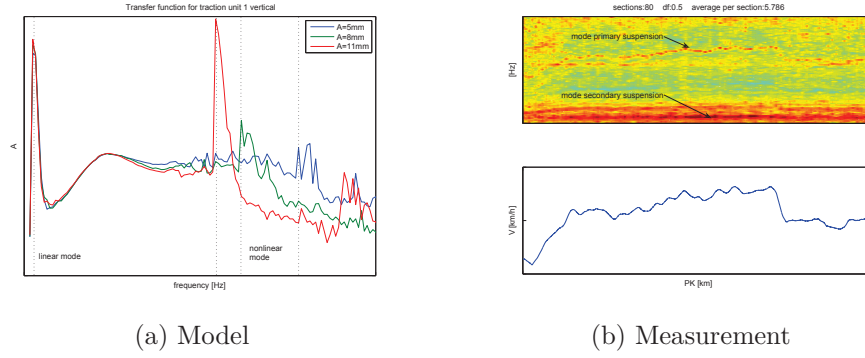 Transfer function for traction unit 1 vertical
A=5mm
A=8mm
A=11mm
A
linear mode
nonlinear
mode
frequency [Hz]
(a) Model
sections:80 df:0.5 average per section:5.786
mode primary suspension
mode secondary suspension
[Hz]
V [km/h]
PK [km]
(b) Measurement